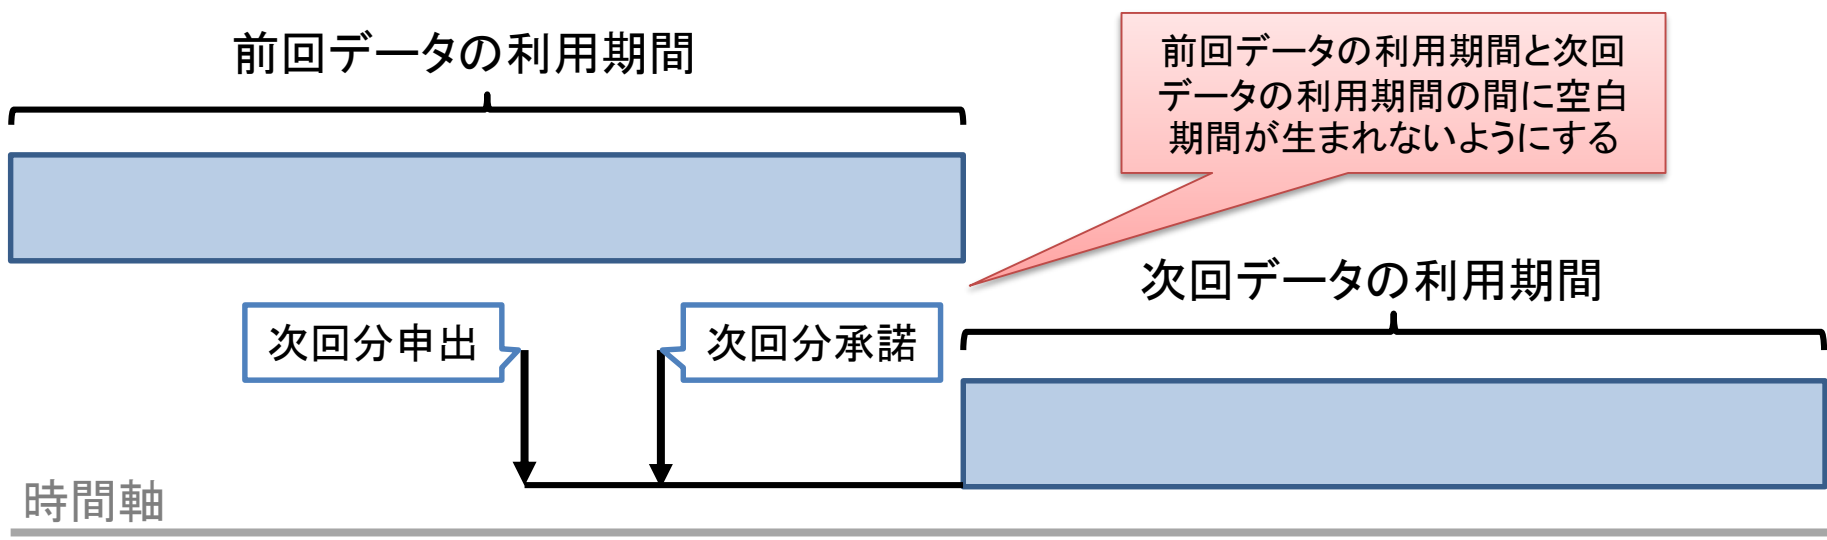 前回データの利用期間
前回データの利用期間と次回
データの利用期間の間に空白
期間が生まれないようにする
次回データの利用期間
次回分申出
次回分承諾
時間軸